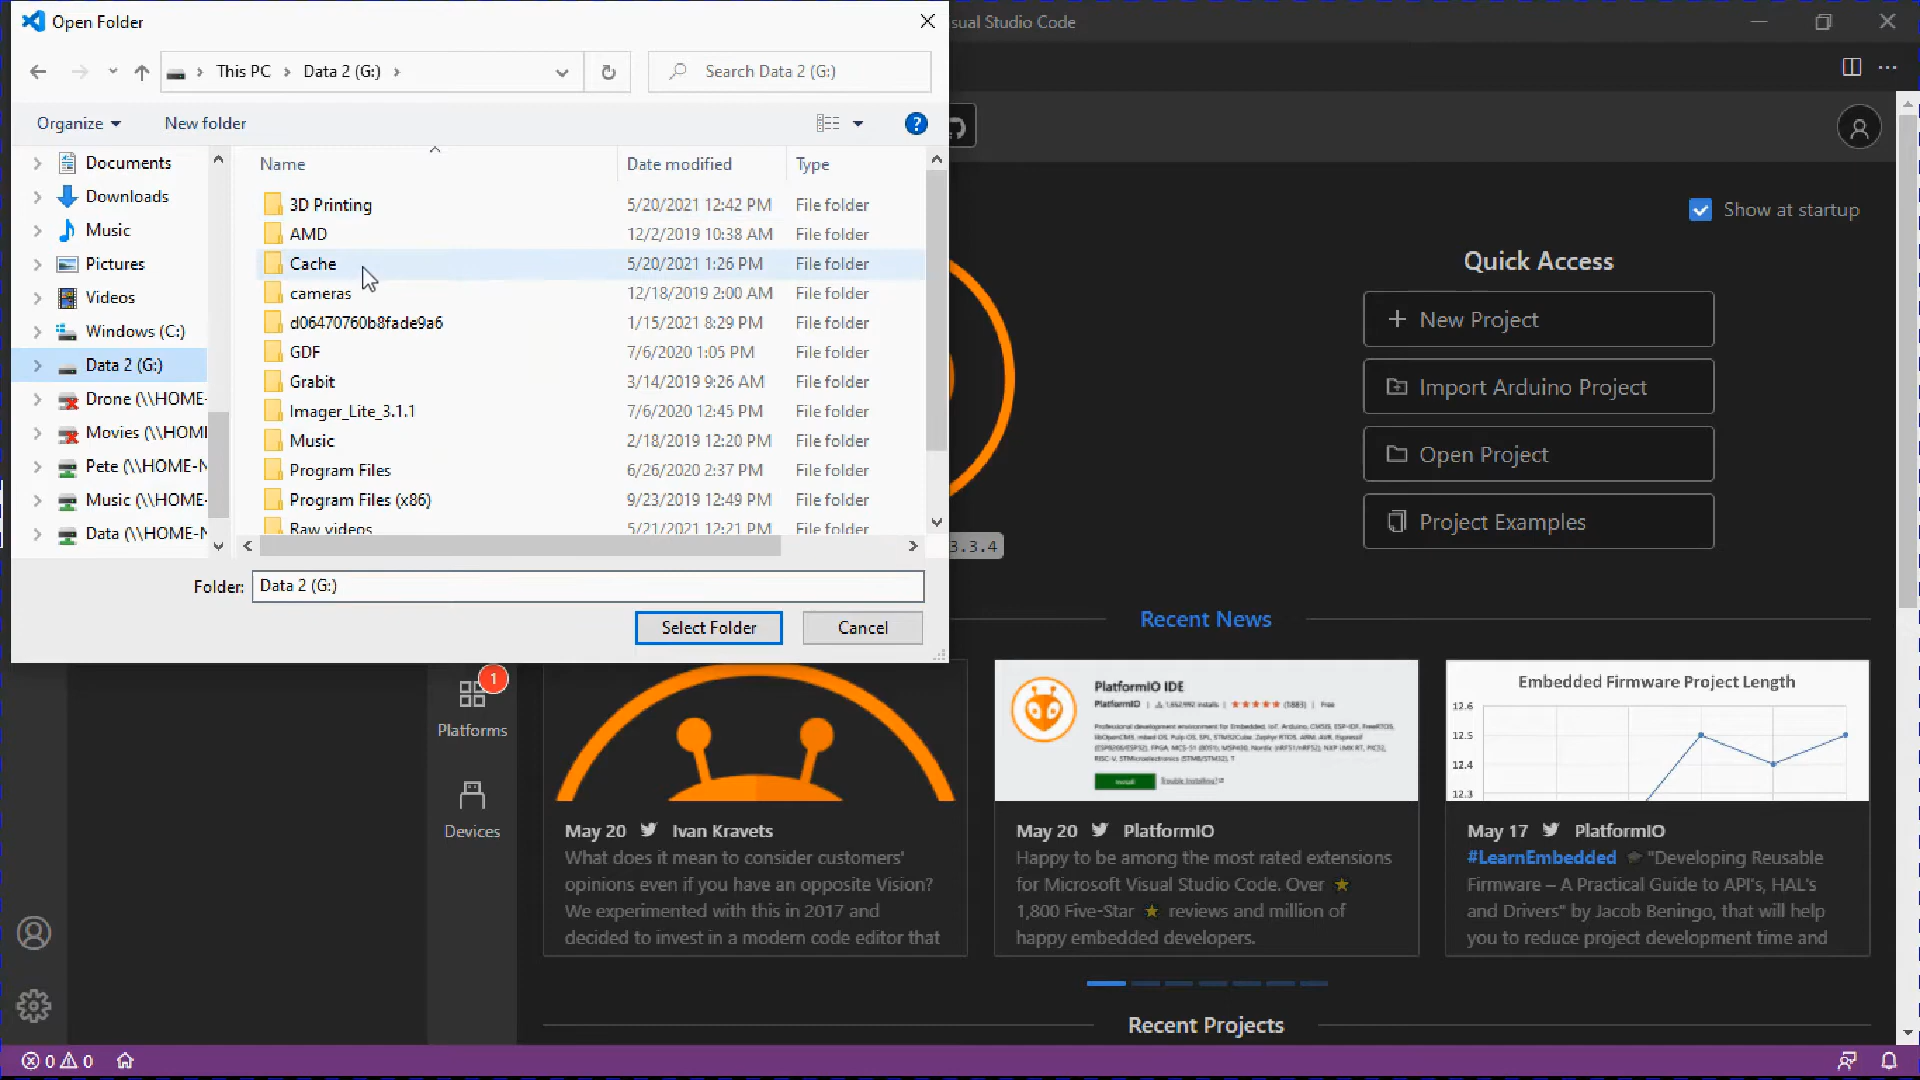 Open Folder
sual Studio Code
This PC
Data 2 (G:)
Search Data 2 (G:)
Organize
New folder
Name
Date modified
Type
Documents
Downloads
Music
Pictures
Videos
Windows (C:)
Data 2 (G:)
Drone (\\HOME-
Movies (\\HOM
Pete (\\HOME-N
Music (\\HOME-
Data (\\HOME-N
3D Printing 5/20/2021 12:42 PM File folder
AMD 12/2/2019 10:38 AM File folder
Cache 5/20/2021 1:26 PM File folder
cameras 12/18/2019 2:00 AM File folder
d06470760b8fade9a6 1/15/2021 8:29 PM File folder
GDF 7/6/2020 1:05 PM File folder
Grabit 3/14/2019 9:26 AM File folder
Imager_Lite_3.1.1 7/6/2020 12:45 PM File folder
Music 2/18/2019 12:20 PM File folder
Program Files 6/26/2020 2:37 PM File folder
Program Files (x86) 9/23/2019 12:49 PM File folder
Raw videos 5/21/2021 12:21 PM File folder
Folder: Data 2 (G:)
Select Folder
Cancel
Show at startup
Quick Access
New Project
Import Arduino Project
Open Project
Project Examples
3.3.4
Recent News
1
Platforms
Devices
May 20 Ivan Kravets
What does it mean to consider customers'
opinions even if you have an opposite Vision?
We experimented with this in 2017 and
decided to invest in a modern code editor that
PlatformIO IDE
PlatformIO
(1883)
Free
Install
Trouble Installing?
May 20 PlatformIO
Happy to be among the most rated extensions
for Microsoft Visual Studio Code. Over
1,800 Five-Star reviews and million of
happy embedded developers.
Embedded Firmware Project Length
12.6
12.5
12.4
12.3
May 17 PlatformIO
#LearnEmbedded "Developing Reusable
Firmware – A Practical Guide to API's, HAL's
and Drivers" by Jacob Beningo, that will help
you to reduce project development time and
Recent Projects
0 0